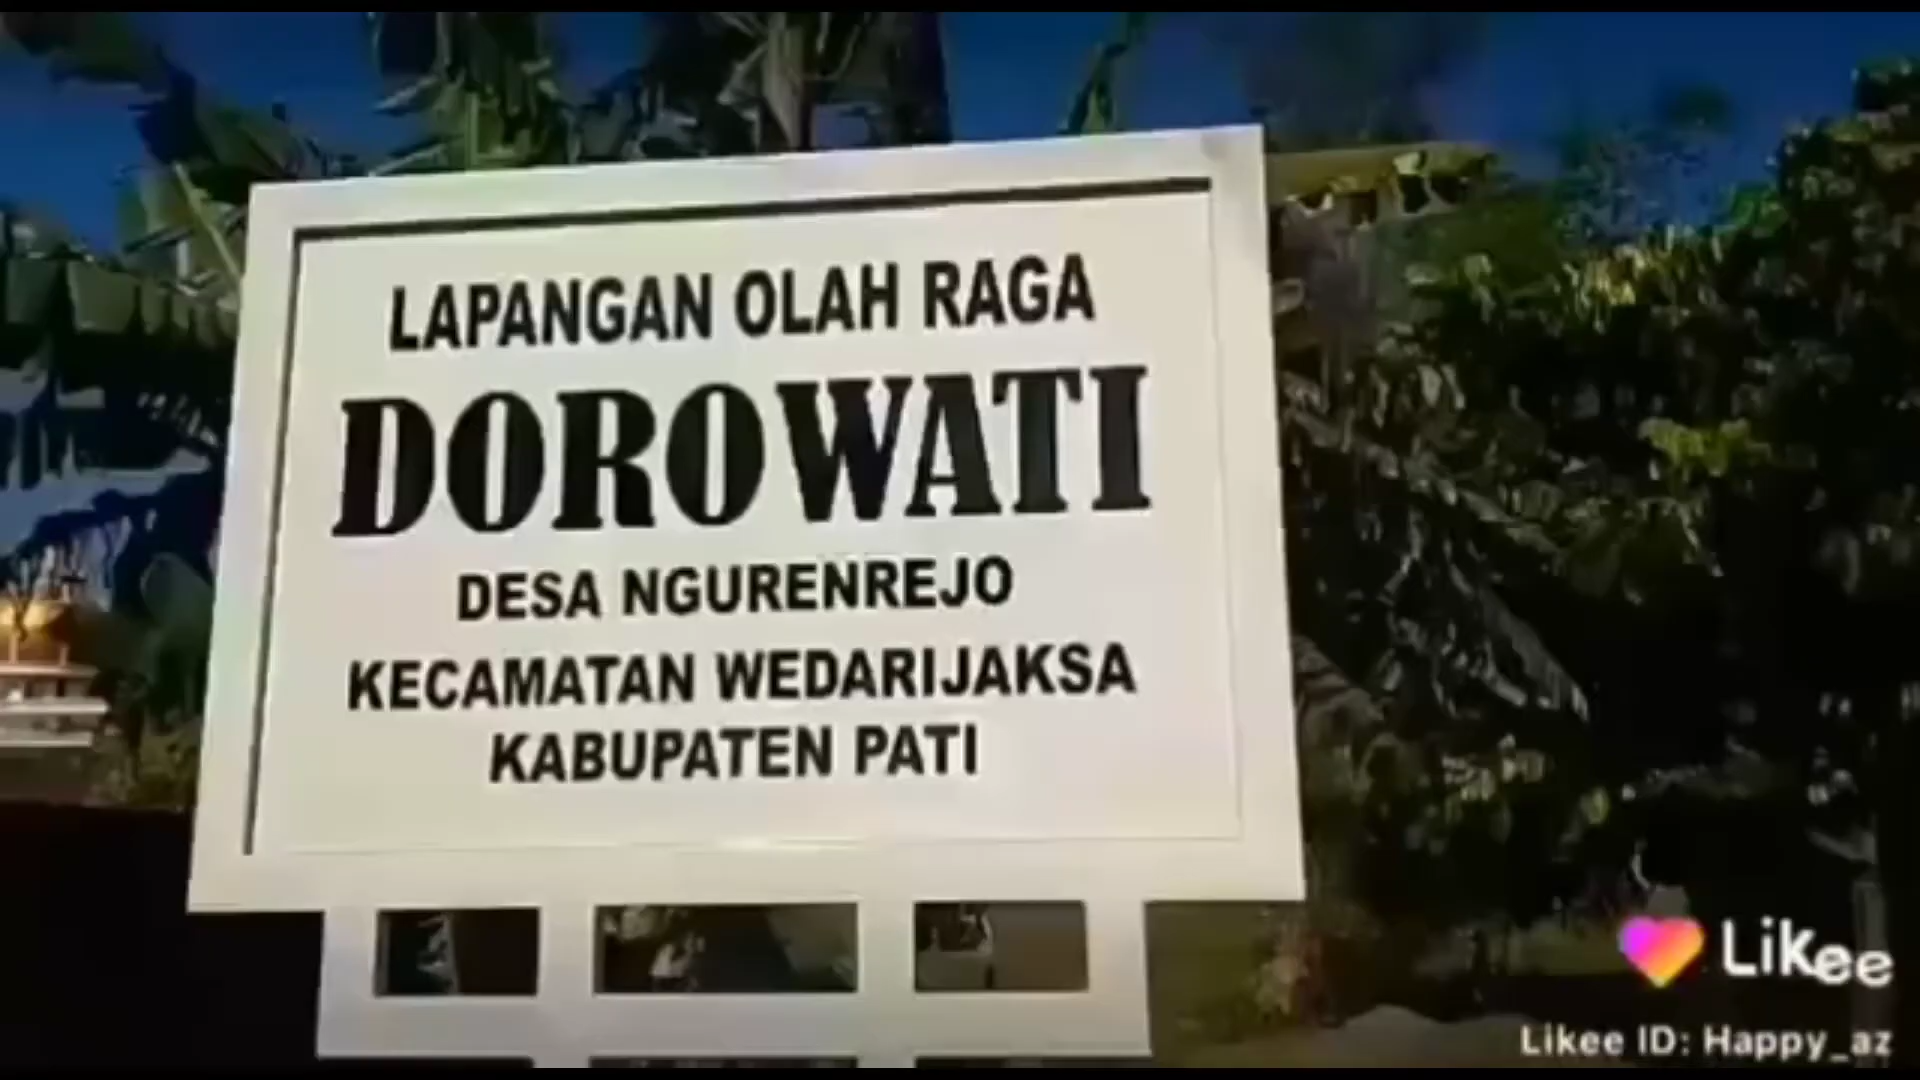 LAPANGAN OLAH RAGA
DOROWATI
DESA NGURENREJO
KECAMATAN WEDARIJAKSA
KABUPATEN PATI
Likee
Likee ID: Happy_az